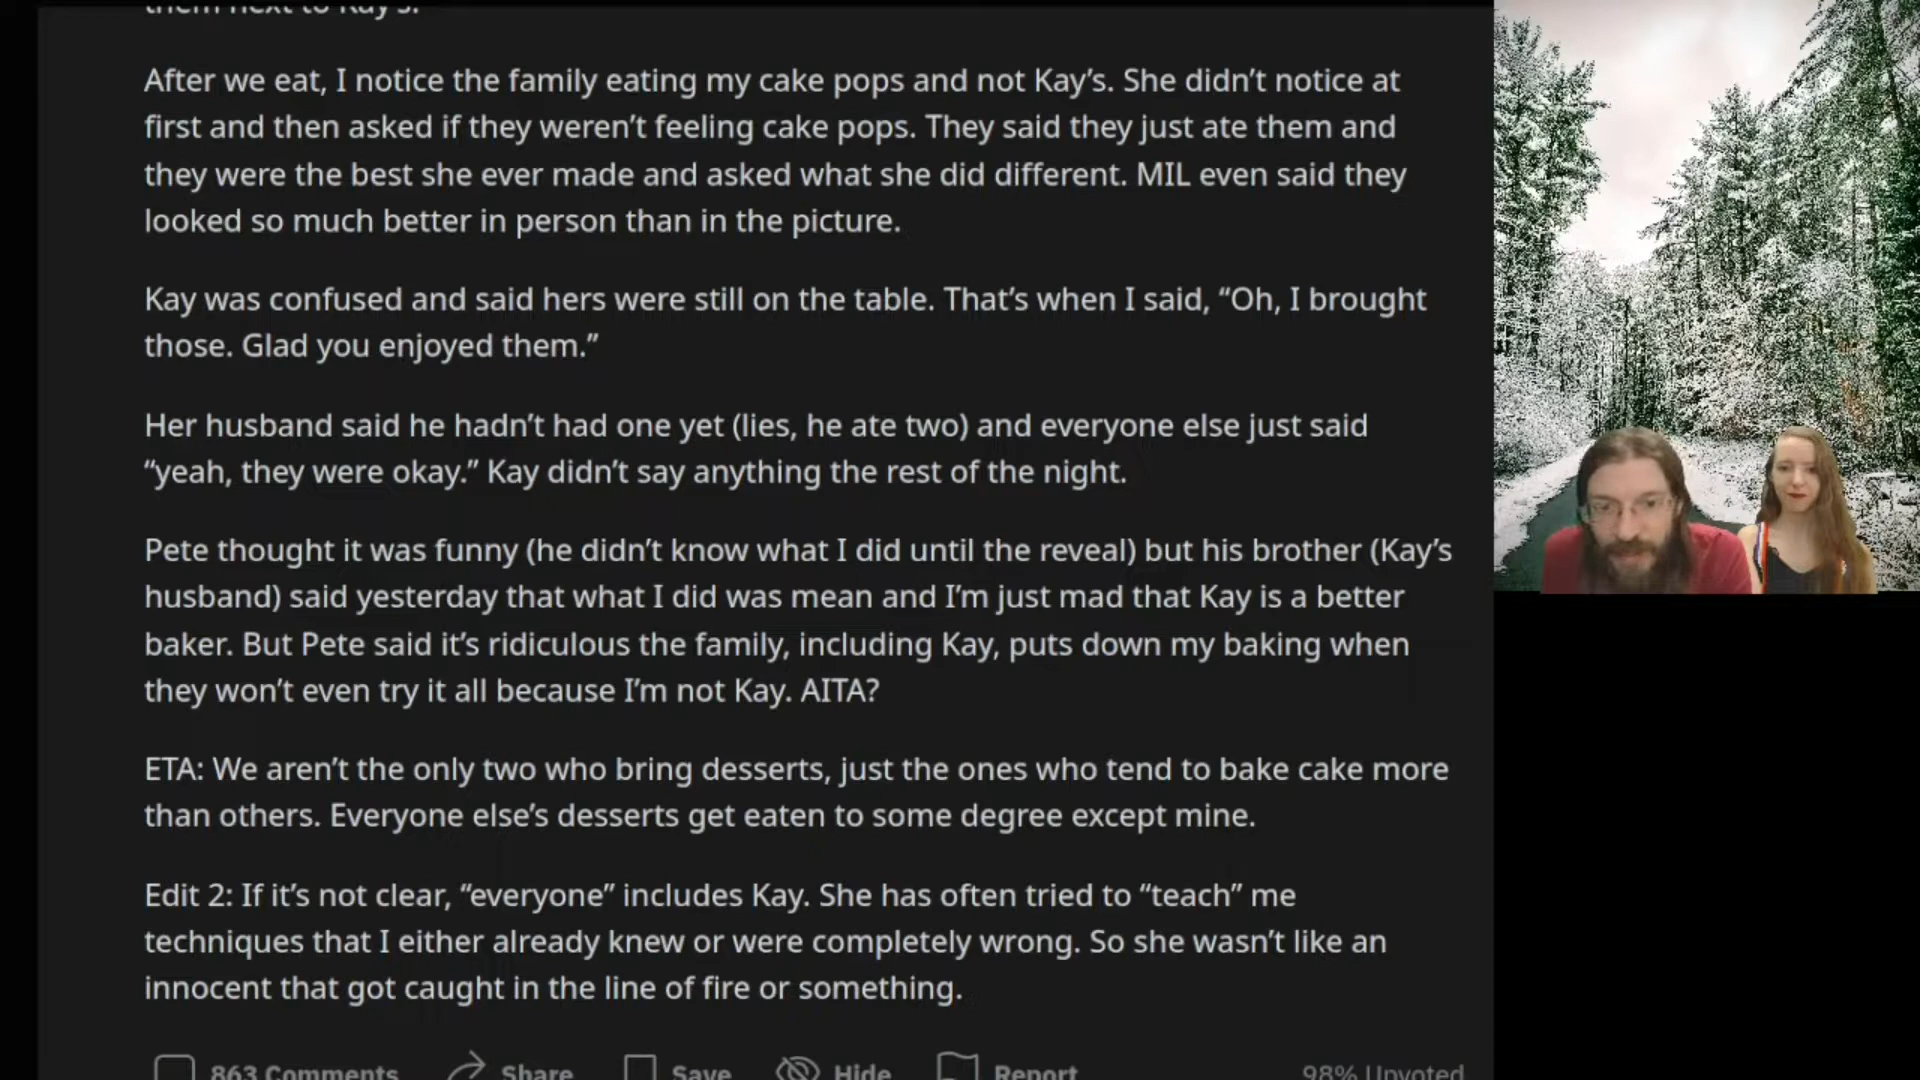 them next to Kay's.
After we eat, I notice the family eating my cake pops and not Kay’s. She didn’t notice at
first and then asked if they weren’t feeling cake pops. They said they just ate them and
they were the best she ever made and asked what she did different. MIL even said they
looked so much better in person than in the picture.
Kay was confused and said hers were still on the table. That’s when I said, “Oh, I brought
those. Glad you enjoyed them.”
Her husband said he hadn’t had one yet (lies, he ate two) and everyone else just said
“yeah, they were okay.” Kay didn’t say anything the rest of the night.
Pete thought it was funny (he didn’t know what I did until the reveal) but his brother (Kay’s
husband) said yesterday that what I did was mean and I’m just mad that Kay is a better
baker. But Pete said it’s ridiculous the family, including Kay, puts down my baking when
they won’t even try it all because I’m not Kay. AITA?
ETA: We aren’t the only two who bring desserts, just the ones who tend to bake cake more
than others. Everyone else’s desserts get eaten to some degree except mine.
Edit 2: If it’s not clear, “everyone” includes Kay. She has often tried to “teach” me
techniques that I either already knew or were completely wrong. So she wasn’t like an
innocent that got caught in the line of fire or something.
863 Comments Share Save Hide Report 98% Upvoted